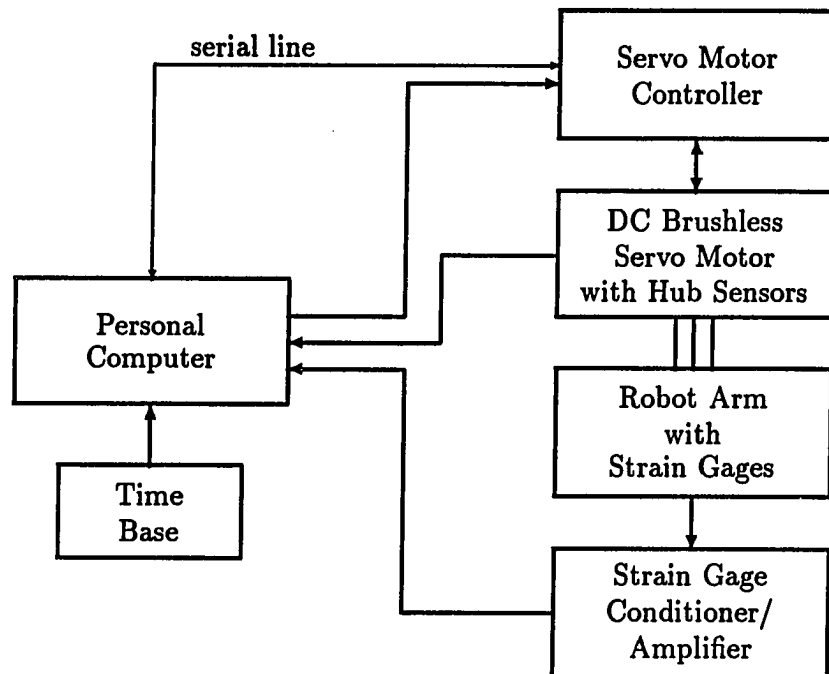 serial line
Servo Motor
Controller
DC Brushless
Servo Motor
with Hub Sensors
Personal
Computer
Robot Arm
with
Strain Gages
Time
Base
Strain Gage
Conditioner/
Amplifier